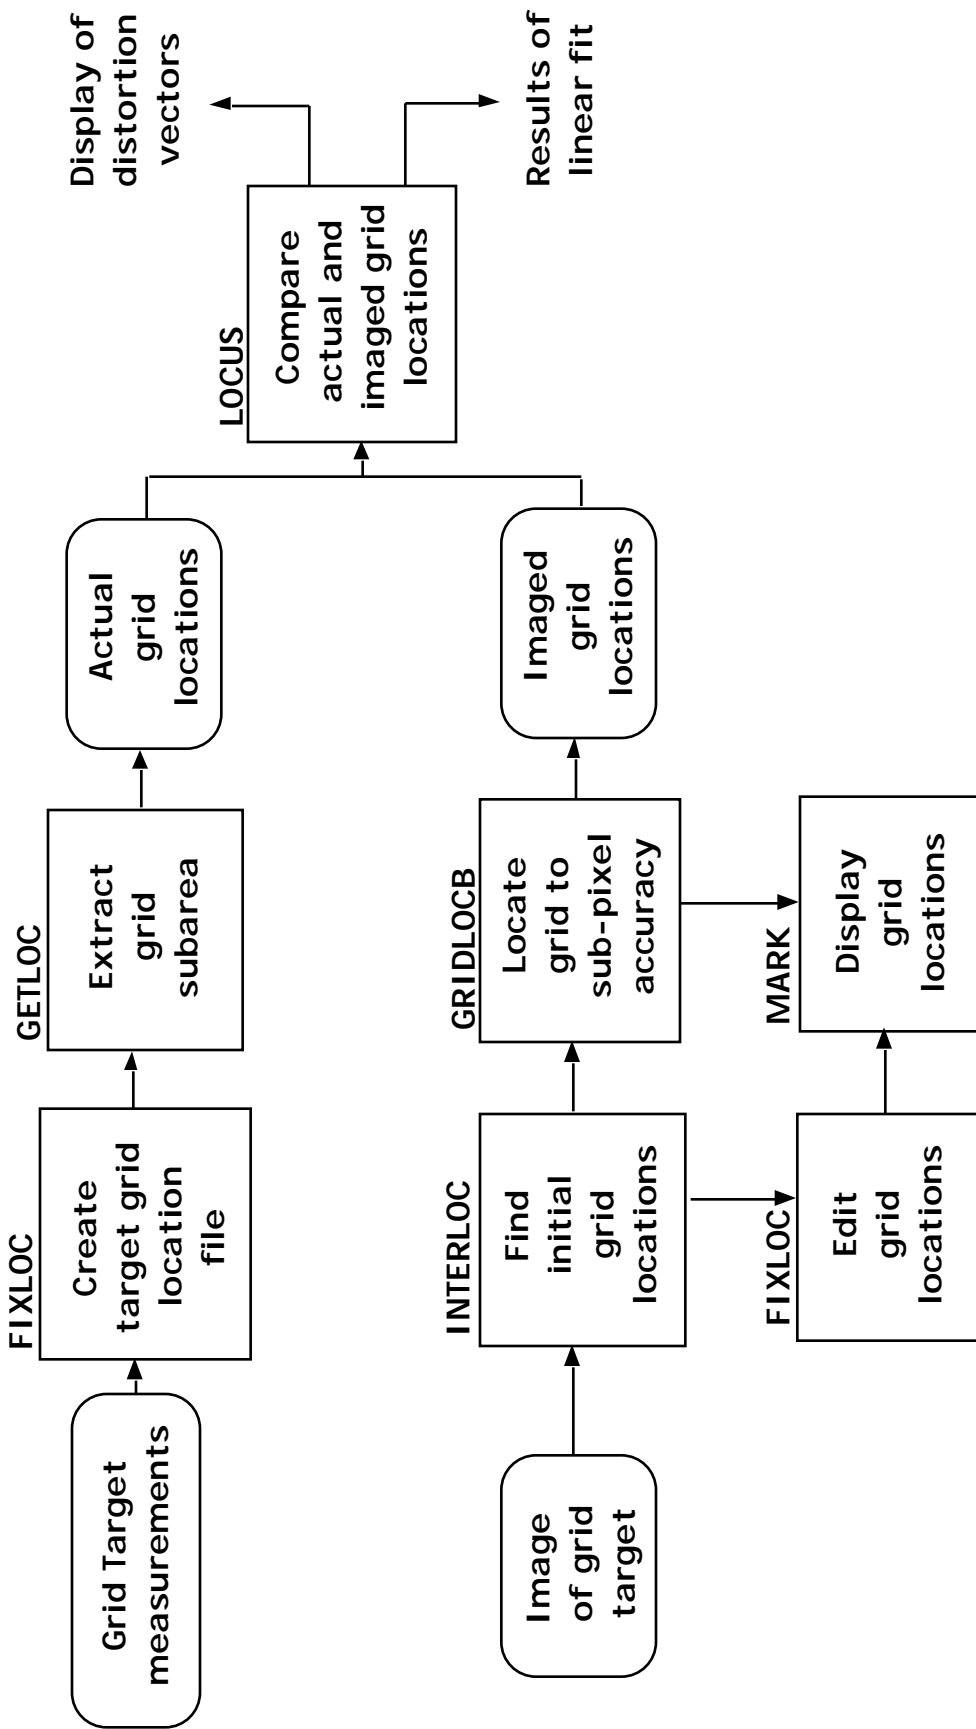 Grid Target
measurements
FIXLOC
Create
target grid
location
file
GETLOC
Extract
grid
subarea
Actual
grid
locations
LOCUS
Compare
actual and
imaged grid
locations
Display of
distortion
vectors
Results of
linear fit
Image
of grid
target
INTERLOC
Find
initial
grid
locations
GRIDLOCB
Locate
grid to
sub-pixel
accuracy
Imaged
grid
locations
FIXLOC
Edit
grid
locations
MARK
Display
grid
locations